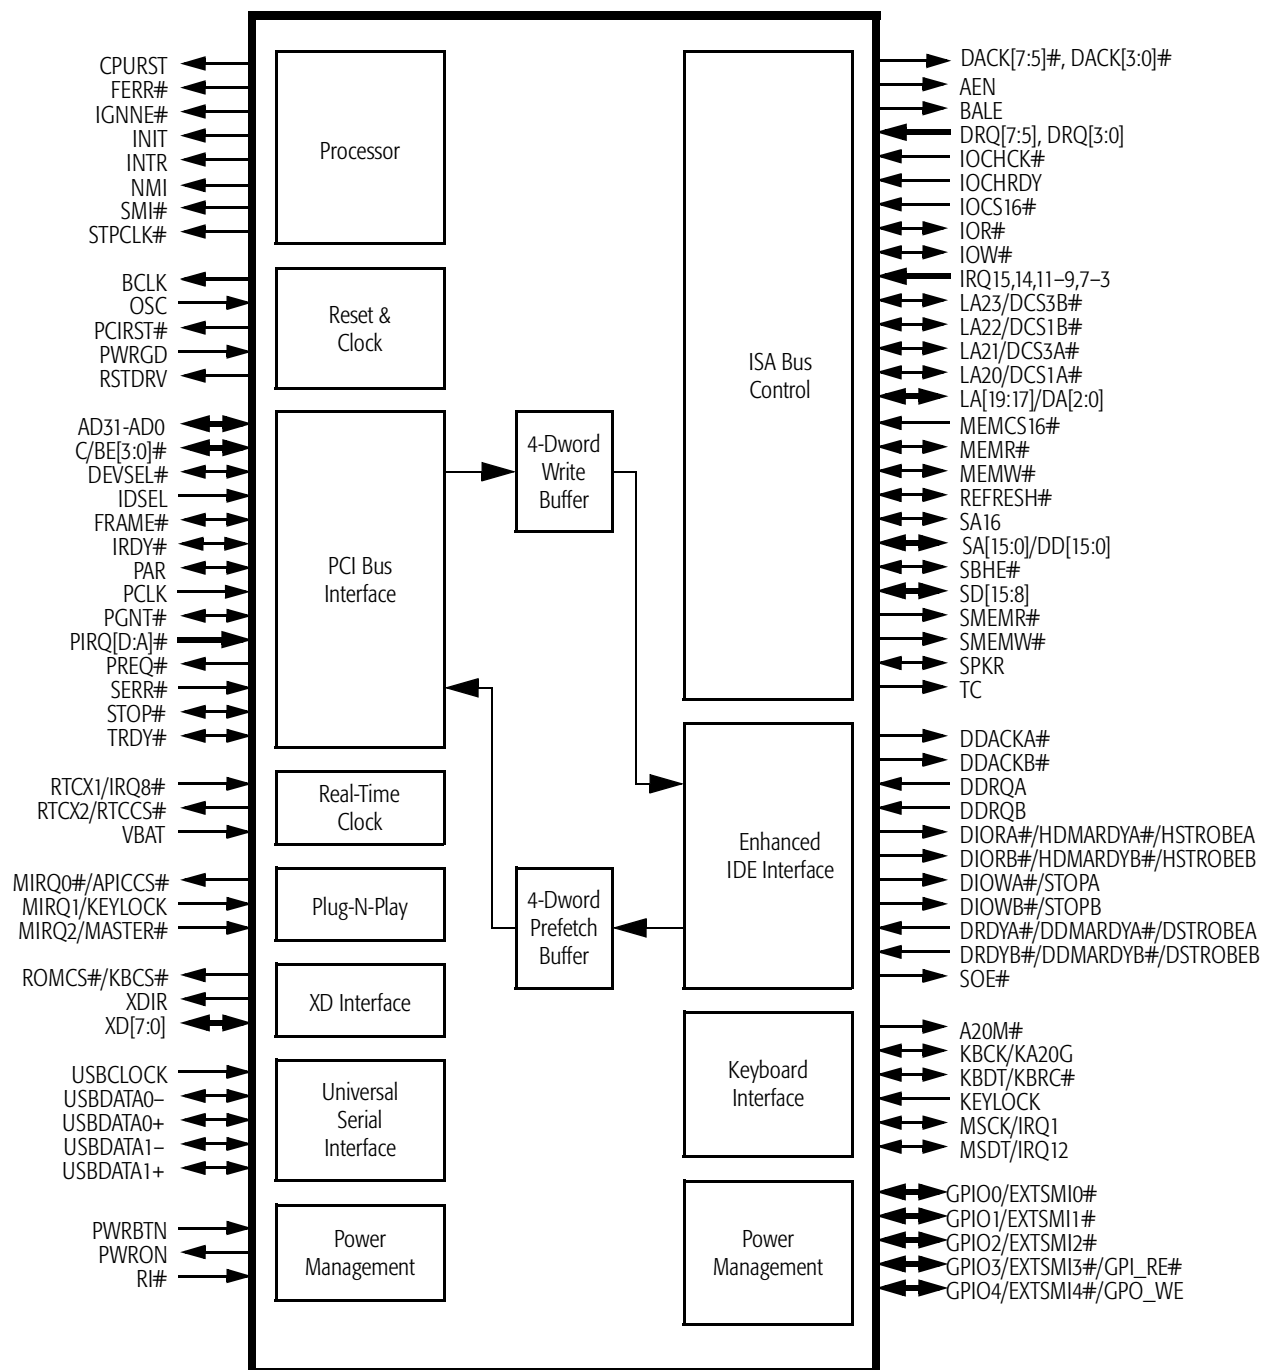 CPURST
FERR#
IGNNE#
INIT
INTR
NMI
SMI#
STPCLK#
BCLK
OSC
PCIRST#
PWRGD
RSTDRV
AD31-AD0
C/BE[3:0]#
DEVSEL#
IDSEL
FRAME#
IRDY#
PAR
PCLK
PGNT#
PIRQ[D:A]#
PREQ#
SERR#
STOP#
TRDY#
RTCX1/IRQ8#
RTCX2/RTCCS#
VBAT
MIRQ0#/APICCS#
MIRQ1/KEYLOCK
MIRQ2/MASTER#
ROMCS#/KBCS#
XDIR
XD[7:0]
USBCLOCK
USBDATA0–
USBDATA0+
USBDATA1–
USBDATA1+
PWRBTN
PWRON
RI#
Processor
Reset &
Clock
PCI Bus
Interface
Real-Time
Clock
Plug-N-Play
XD Interface
Universal
Serial
Interface
Power
Management
4-Dword
Write
Buffer
4-Dword
Prefetch
Buffer
ISA Bus
Control
Enhanced
IDE Interface
Keyboard
Interface
Power
Management
DACK[7:5]#, DACK[3:0]#
AEN
BALE
DRQ[7:5], DRQ[3:0]
IOCHCK#
IOCHRDY
IOCS16#
IOR#
IOW#
IRQ15,14,11–9,7–3
LA23/DCS3B#
LA22/DCS1B#
LA21/DCS3A#
LA20/DCS1A#
LA[19:17]/DA[2:0]
MEMCS16#
MEMR#
MEMW#
REFRESH#
SA16
SA[15:0]/DD[15:0]
SBHE#
SD[15:8]
SMEMR#
SMEMW#
SPKR
TC
DDACKA#
DDACKB#
DDRQA
DDRQB
DIORA#/HDMARDYA#/HSTROBEA
DIORB#/HDMARDYB#/HSTROBEB
DIOWA#/STOPA
DIOWB#/STOPB
DRDYA#/DDMARDYA#/DSTROBEA
DRDYB#/DDMARDYB#/DSTROBEB
SOE#
A20M#
KBCK/KA20G
KBDT/KBRC#
KEYLOCK
MSCK/IRQ1
MSDT/IRQ12
GPIO0/EXTSMI0#
GPIO1/EXTSMI1#
GPIO2/EXTSMI2#
GPIO3/EXTSMI3#/GPI_RE#
GPIO4/EXTSMI4#/GPO_WE